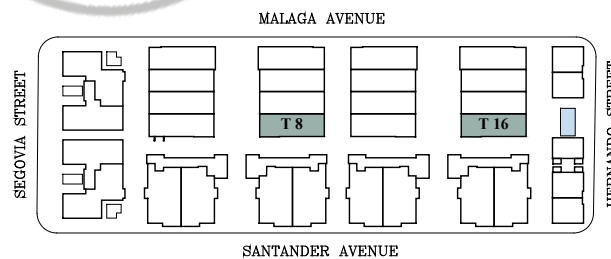 MALAGA AVENUE
SEGOVIA STREET
T 8
T 16
HERNANDO STREET
SANTANDER AVENUE